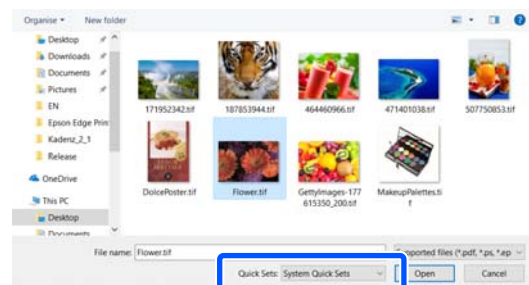 Organise
New folder
Desktop
Downloads
Documents
Pictures
EN
Epson Edge Prin
Kadenz_2_1
Release
OneDrive
This PC
Desktop
Documents
171952342.tif
187853944.tif
464460966.tif
471401038.tif
507750853.tif
DolcePoster.tif
Flower.tif
GettyImages-177
615350_200.tif
MakeupPalettes.ti
f
File name: Flower.tif
Supported files (*.pdf, *.ps, *.ep
Quick Sets: System Quick Sets
Open
Cancel